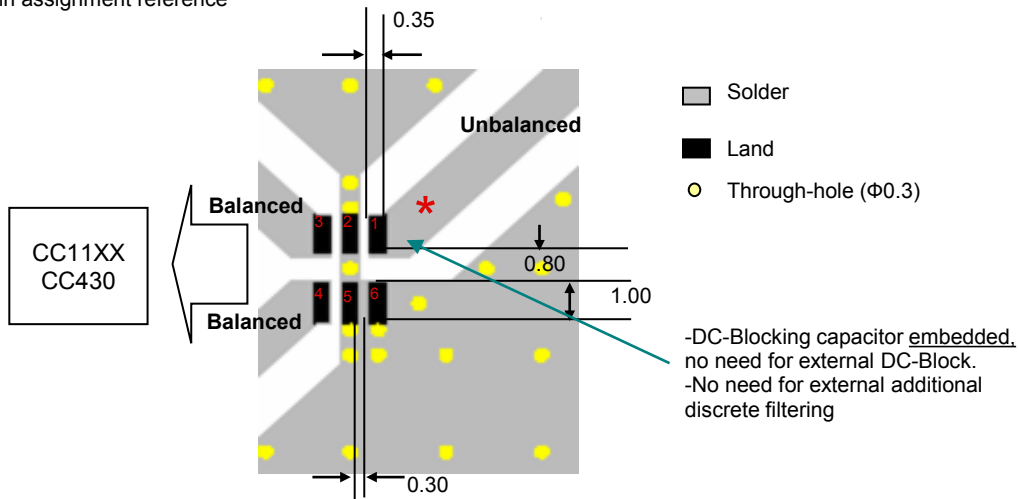 in assignment reference
0.35
Unbalanced
Solder
Land
Through-hole (Φ0.3)
*
Balanced
3 2 1
CC11XX
CC430
0.80
4 5 6
1.00
Balanced
-DC-Blocking capacitor embedded,
no need for external DC-Block.
-No need for external additional
discrete filtering
0.30